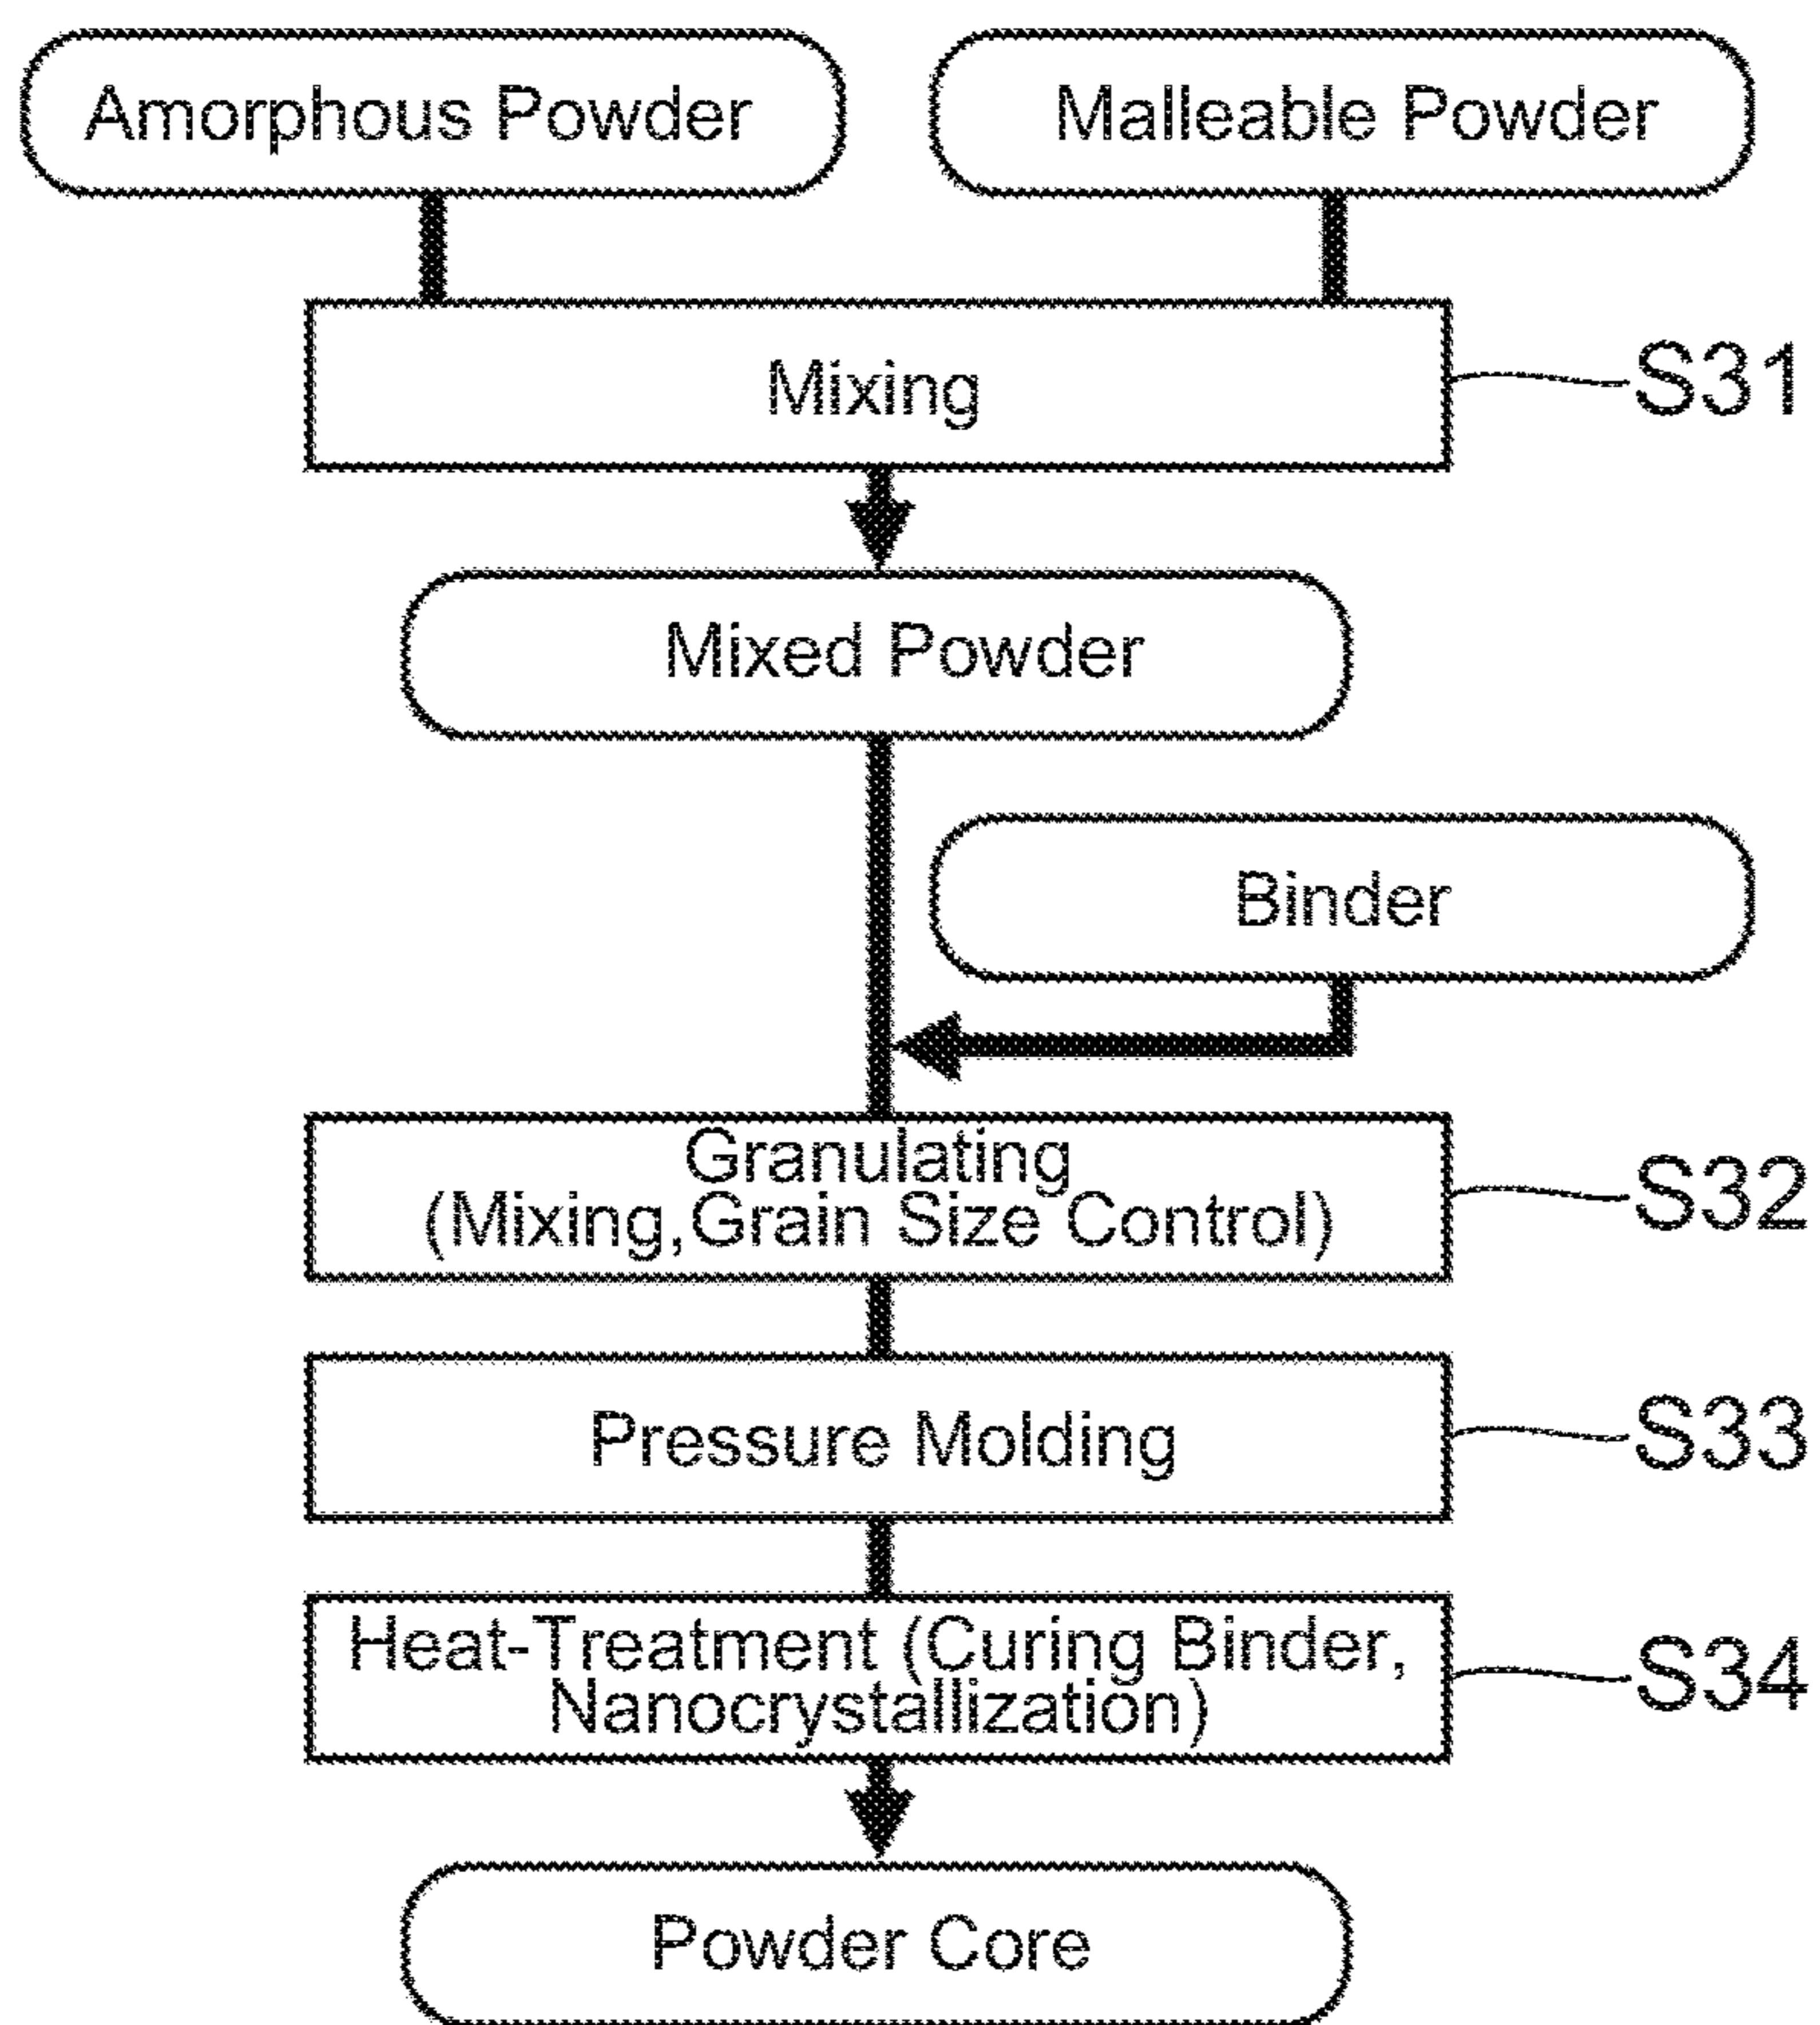 Amorphous Powder
Malleable Powder
Mixing
S31
Mixed Powder
Binder
Granulating
(Mixing,Grain Size Control)
S32
Pressure Molding
S33
Heat-Treatment (Curing Binder,
Nanocrystallization)
S34
Powder Core